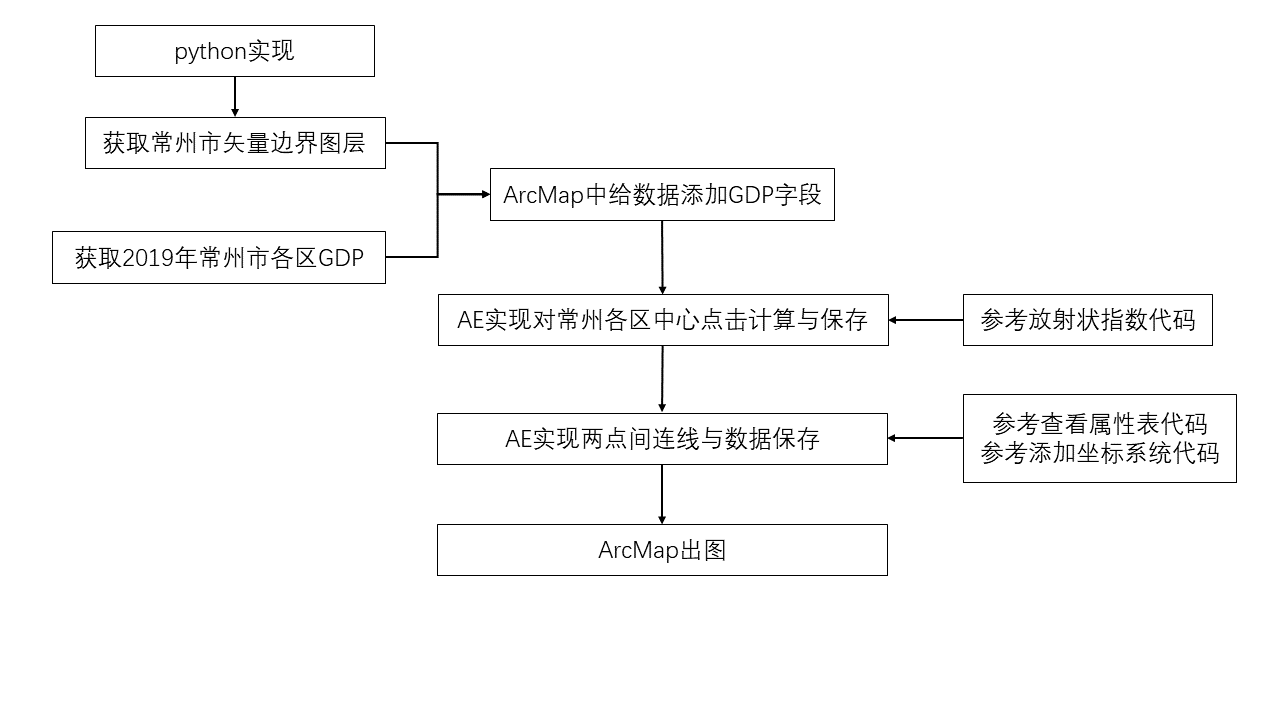 python实现
获取常州市矢量边界图层
ArcMap中给数据添加GDP字段
获取2019年常州市各区GDP
AE实现对常州各区中心点击计算与保存
参考放射状指数代码
AE实现两点间连线与数据保存
参考查看属性表代码
参考添加坐标系统代码
ArcMap出图